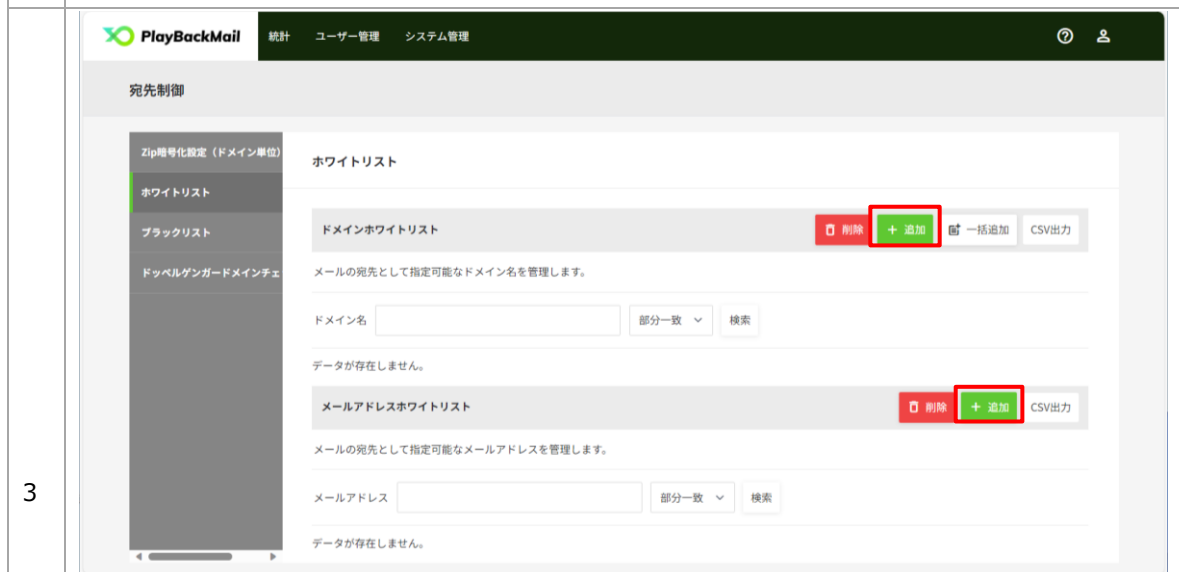 PlayBackMail 統計 ユーザー管理 システム管理
宛先制御
Zip暗号化設定（ドメイン単位）
ホワイトリスト
ブラックリスト
ドッペルゲンガードメインチェ
ホワイトリスト
ドメインホワイトリスト 削除 + 追加 一括追加 CSV出力
メールの宛先として指定可能なドメイン名を管理します。
ドメイン名 部分一致 検索
データが存在しません。
メールアドレスホワイトリスト 削除 + 追加 CSV出力
メールの宛先として指定可能なメールアドレスを管理します。
3
メールアドレス 部分一致 検索
データが存在しません。